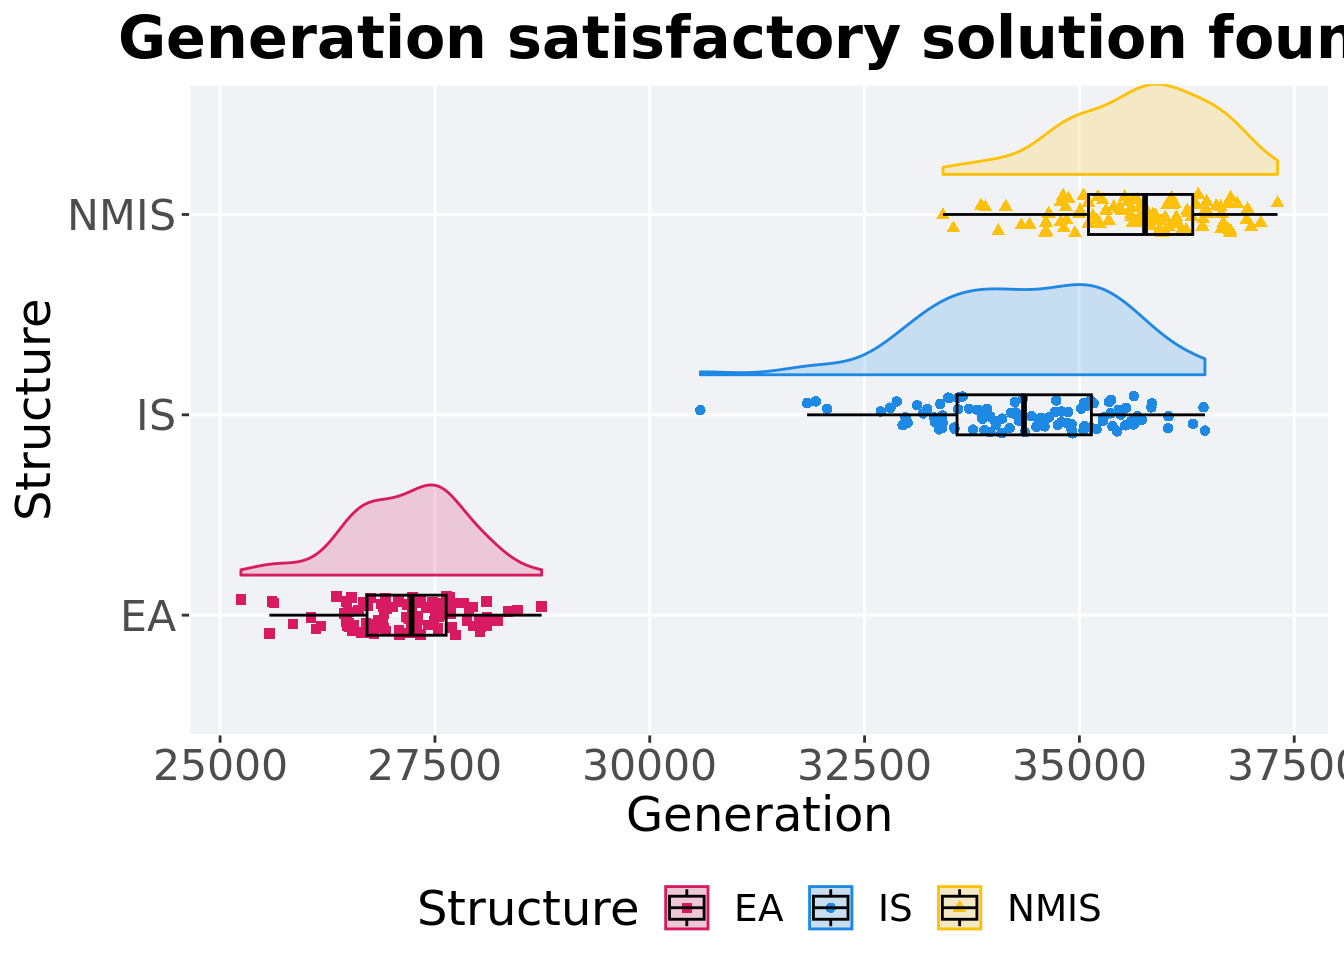 Generation satisfactory solution foun
NMIS
IS
EA
Structure
25000 27500 30000 32500 35000 37500
Generation
Structure EA IS NMIS